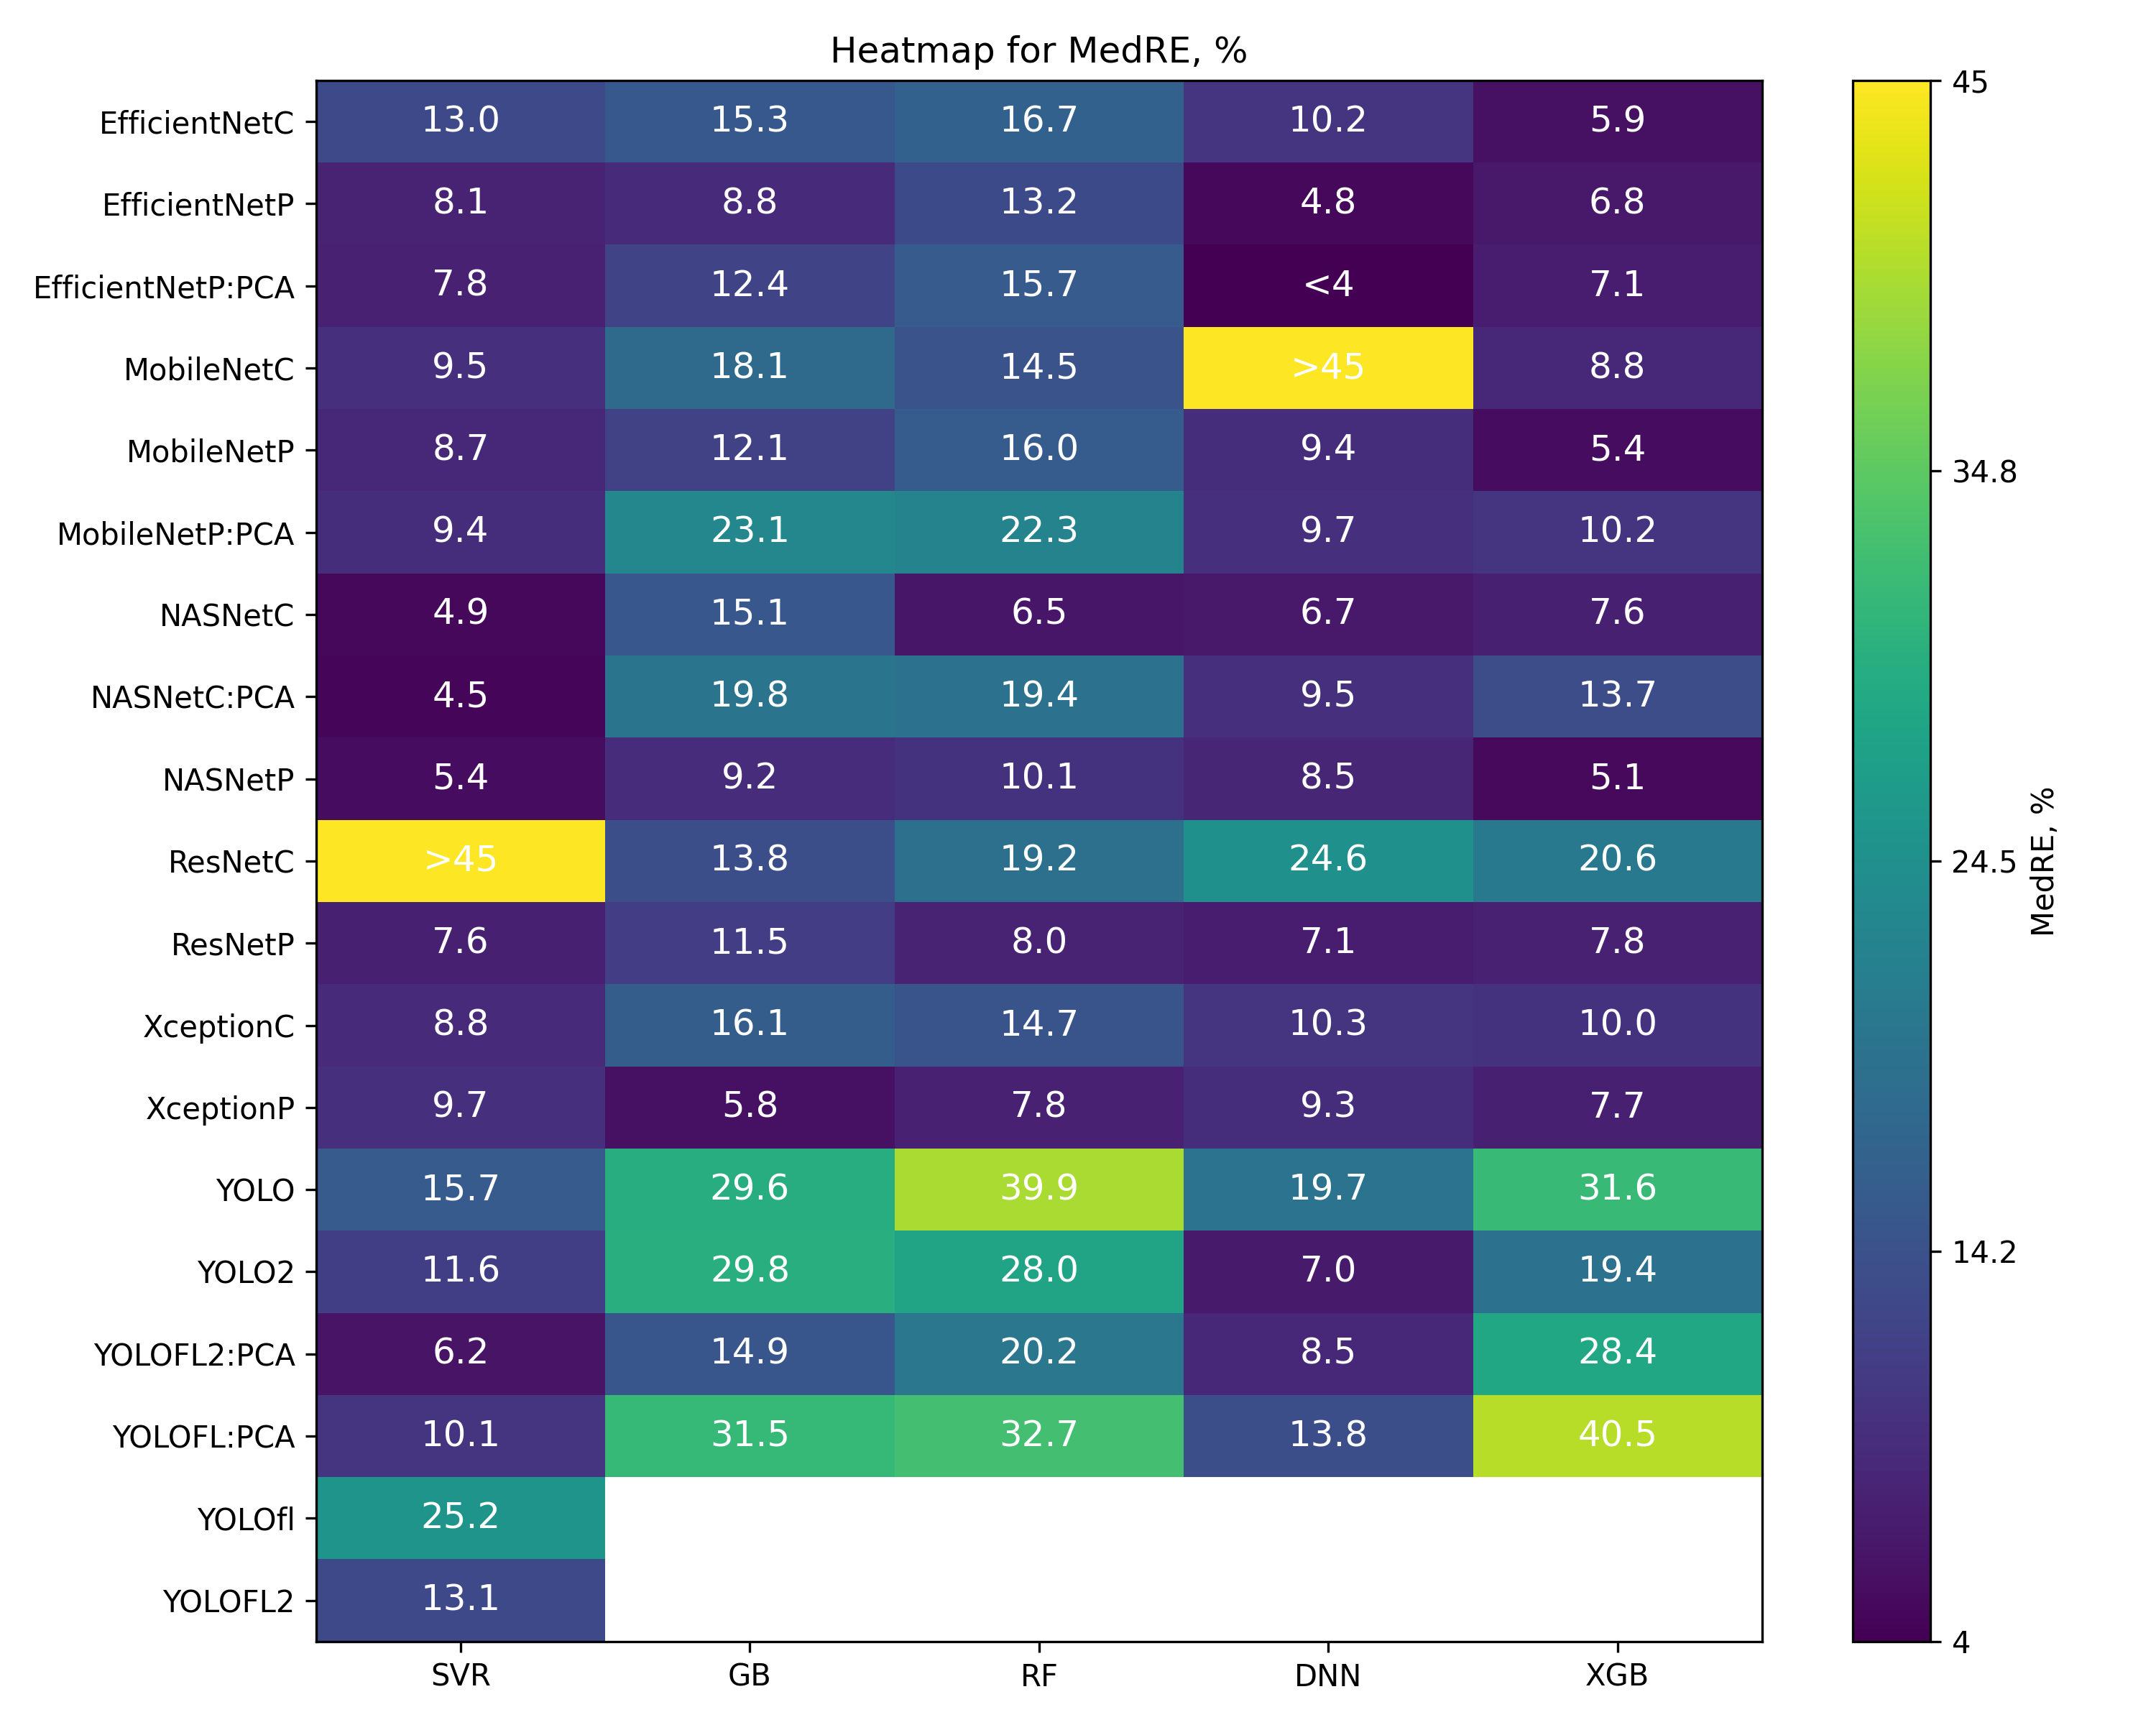 Heatmap for MedRE, %
EfficientNetC 13.0 15.3 16.7 10.2 5.9
EfficientNetP 8.1 8.8 13.2 4.8 6.8
EfficientNetP:PCA 7.8 12.4 15.7 <4 7.1
MobileNetC 9.5 18.1 14.5 >45 8.8
MobileNetP 8.7 12.1 16.0 9.4 5.4
MobileNetP:PCA 9.4 23.1 22.3 9.7 10.2
NASNetC 4.9 15.1 6.5 6.7 7.6
NASNetC:PCA 4.5 19.8 19.4 9.5 13.7
NASNetP 5.4 9.2 10.1 8.5 5.1
ResNetC >45 13.8 19.2 24.6 20.6
ResNetP 7.6 11.5 8.0 7.1 7.8
XceptionC 8.8 16.1 14.7 10.3 10.0
XceptionP 9.7 5.8 7.8 9.3 7.7
YOLO 15.7 29.6 39.9 19.7 31.6
YOLO2 11.6 29.8 28.0 7.0 19.4
YOLOFL2:PCA 6.2 14.9 20.2 8.5 28.4
YOLOFL:PCA 10.1 31.5 32.7 13.8 40.5
YOLOfl 25.2
YOLOFL2 13.1
SVR GB RF DNN XGB
45
34.8
24.5
14.2
4
MedRE, %